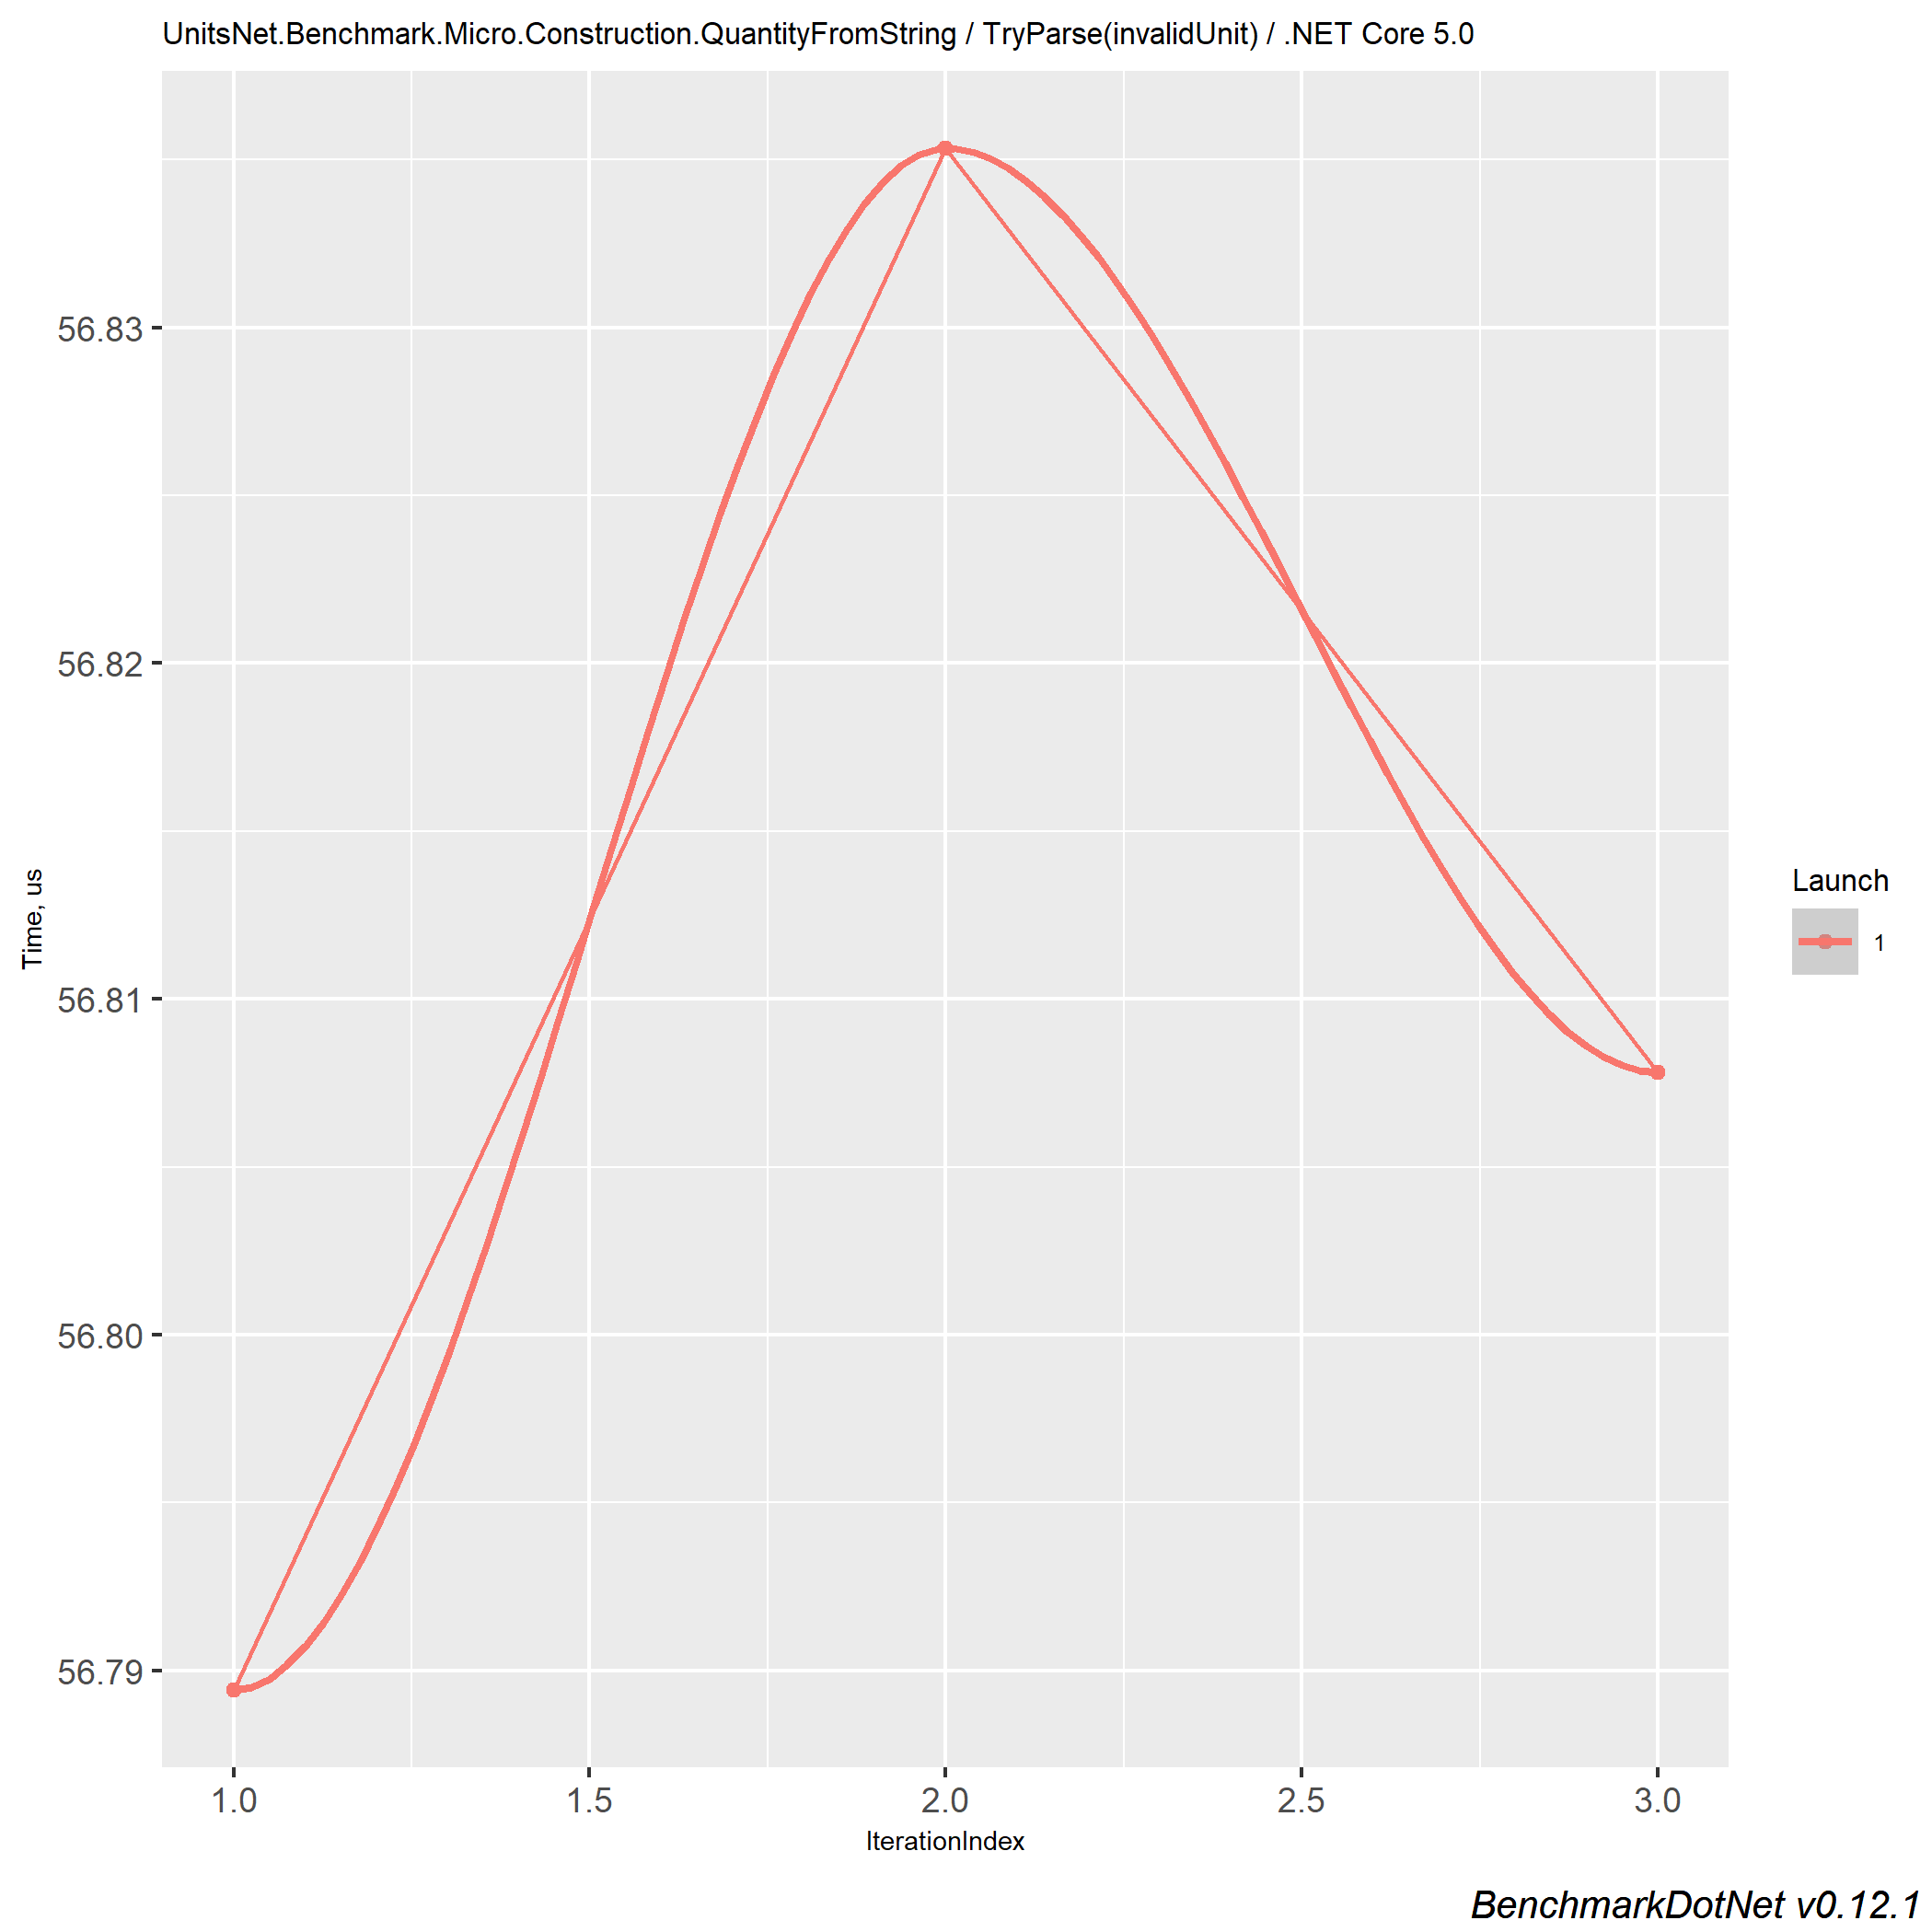 UnitsNet.Benchmark.Micro.Construction.QuantityFromString / TryParse(invalidUnit) / .NET Core 5.0
56.83
56.82
56.81
56.80
56.79
Time, us
1.0 1.5 2.0 2.5 3.0
IterationIndex
Launch
1
BenchmarkDotNet v0.12.1